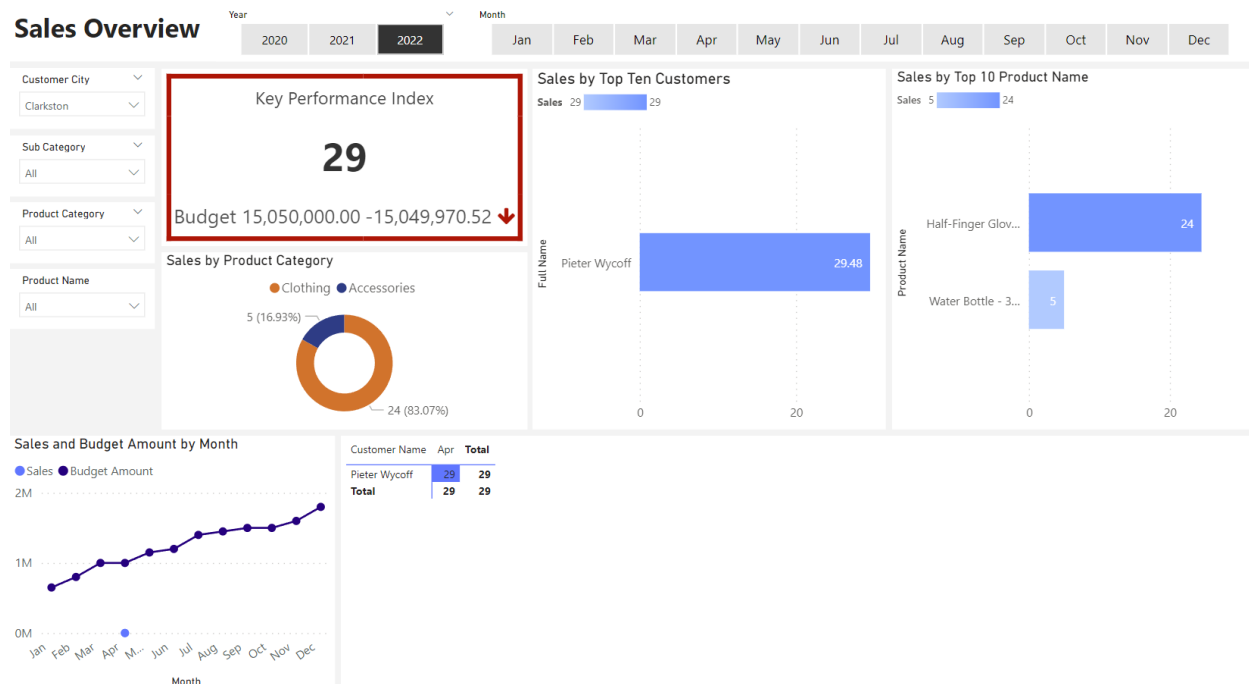 Sales Overview
Year
2020 2021 2022
Month
Jan Feb Mar Apr May Jun Jul Aug Sep Oct Nov Dec
Customer City
Clarkston
Sub Category
All
Product Category
All
Product Name
All
Key Performance Index
29
Budget 15,050,000.00 -15,049,970.52
Sales by Product Category
Clothing Accessories
5 (16.93%)
24 (83.07%)
Sales by Top Ten Customers
Sales 29 29
Full Name
Pieter Wycoff 29.48
0 20
Sales by Top 10 Product Name
Sales 5 24
Product Name
Half-Finger Glov... 24
Water Bottle - 3... 5
0 20
Sales and Budget Amount by Month
Sales Budget Amount
2M
1M
0M
Jan Feb Mar Apr M... Jun Jul Aug Sep Oct Nov Dec
Month
Customer Name Apr Total
Pieter Wycoff 29 29
Total 29 29